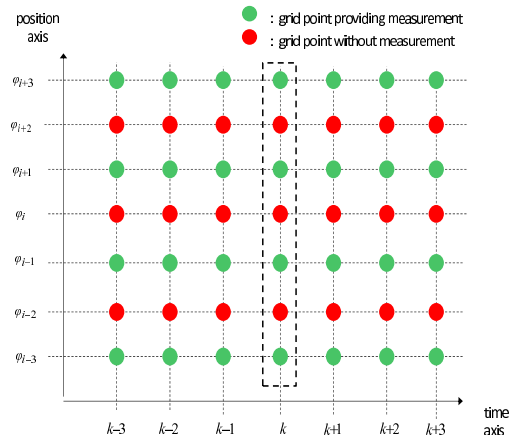 position
axis
: grid point providing measurement
: grid point without measurement
φi+3
φi+2
φi+1
φi
φi–1
φi–2
φi–3
k–3 k–2 k–1 k k+1 k+2 k+3
time
axis